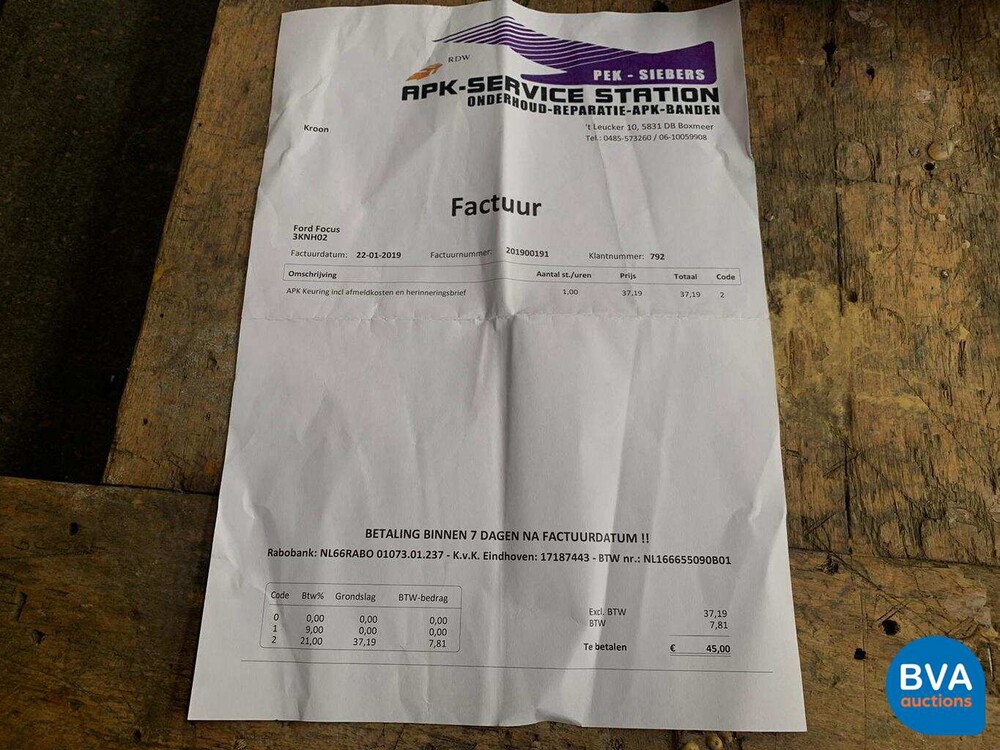 RDW
PEK - SIEBERS
APK-SERVICE STATION
ONDERHOUD-REPARATIE-APK-BANDEN
't Leucker 10, 5831 DB Boxmeer
Tel.: 0485-573260 / 06-10059908
Kroon
Factuur
Ford Focus
3KNH02
Factuurdatum: 22-01-2019 Factuurnummer: 201900191 Klantnummer: 792
Omschrijving Aantal st./uren Prijs Totaal Code
APK Keuring incl afmeldkosten en herinneringsbrief 1,00 37,19 37,19 2
BETALING BINNEN 7 DAGEN NA FACTUURDATUM !!
Rabobank: NL66RABO 01073.01.237 - K.v.K. Eindhoven: 17187443 - BTW nr.: NL166655090B01
Code Btw% Grondslag BTW-bedrag
0 0,00 0,00 0,00
1 9,00 0,00 0,00
2 21,00 37,19 7,81
Excl. BTW 37,19
BTW 7,81
Te betalen € 45,00
BVA
auctions